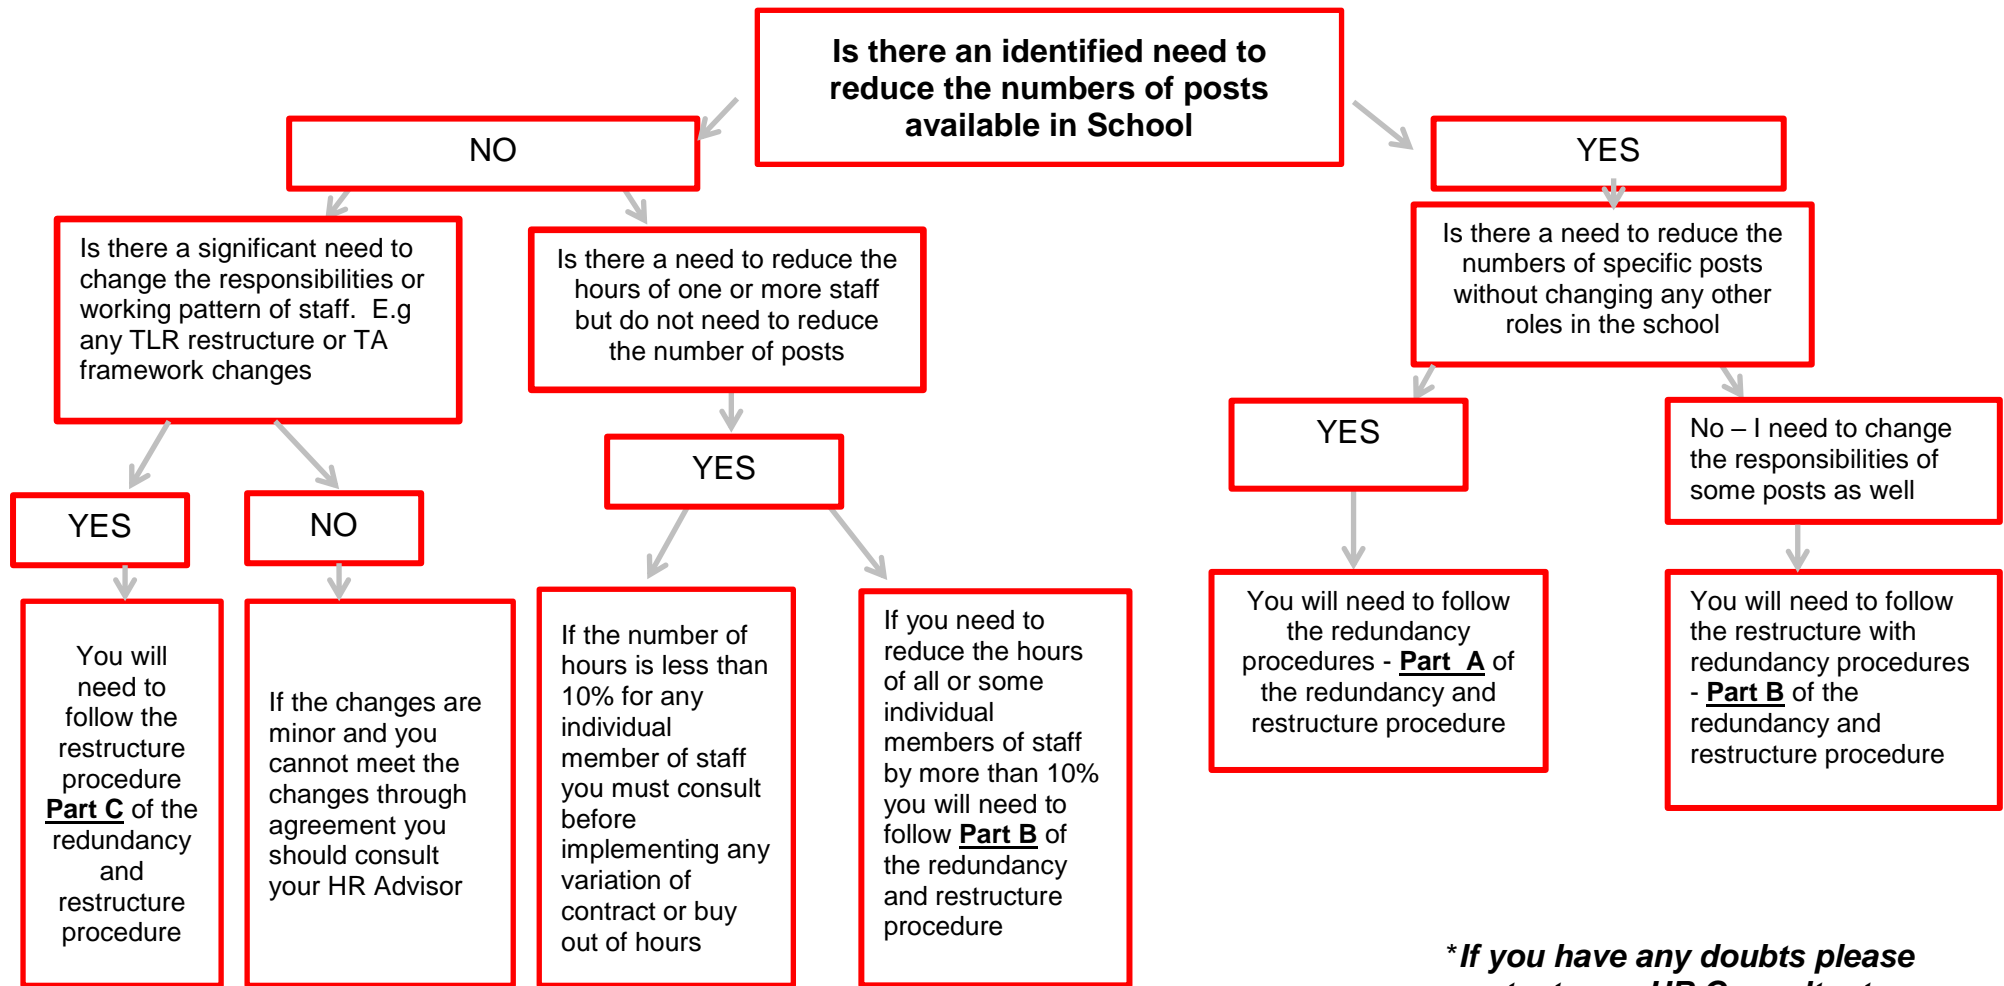 Is there an identified need to
reduce the numbers of posts
available in School
NO
YES
Is there a significant need to
change the responsibilities or
working pattern of staff.  E.g
any TLR restructure or TA
framework changes
Is there a need to reduce the
hours of one or more staff
but do not need to reduce
the number of posts
Is there a need to reduce the
numbers of specific posts
without changing any other
roles in the school
YES
NO
YES
YES
No – I need to change
the responsibilities of
some posts as well
You will
need to
follow the
restructure
procedure
Part C of the
redundancy
and
restructure
procedure
If the changes are
minor and you
cannot meet the
changes through
agreement you
should consult
your HR Advisor
If the number of
hours is less than
10% for any
individual
member of staff
you must consult
before
implementing any
variation of
contract or buy
out of hours
If you need to
reduce the hours
of all or some
individual
members of staff
by more than 10%
you will need to
follow Part B of
the redundancy
and restructure
procedure
You will need to follow
the redundancy
procedures - Part  A of
the redundancy and
restructure procedure
You will need to follow
the restructure with
redundancy procedures
- Part B of the
redundancy and
restructure procedure
*If you have any doubts please
HR